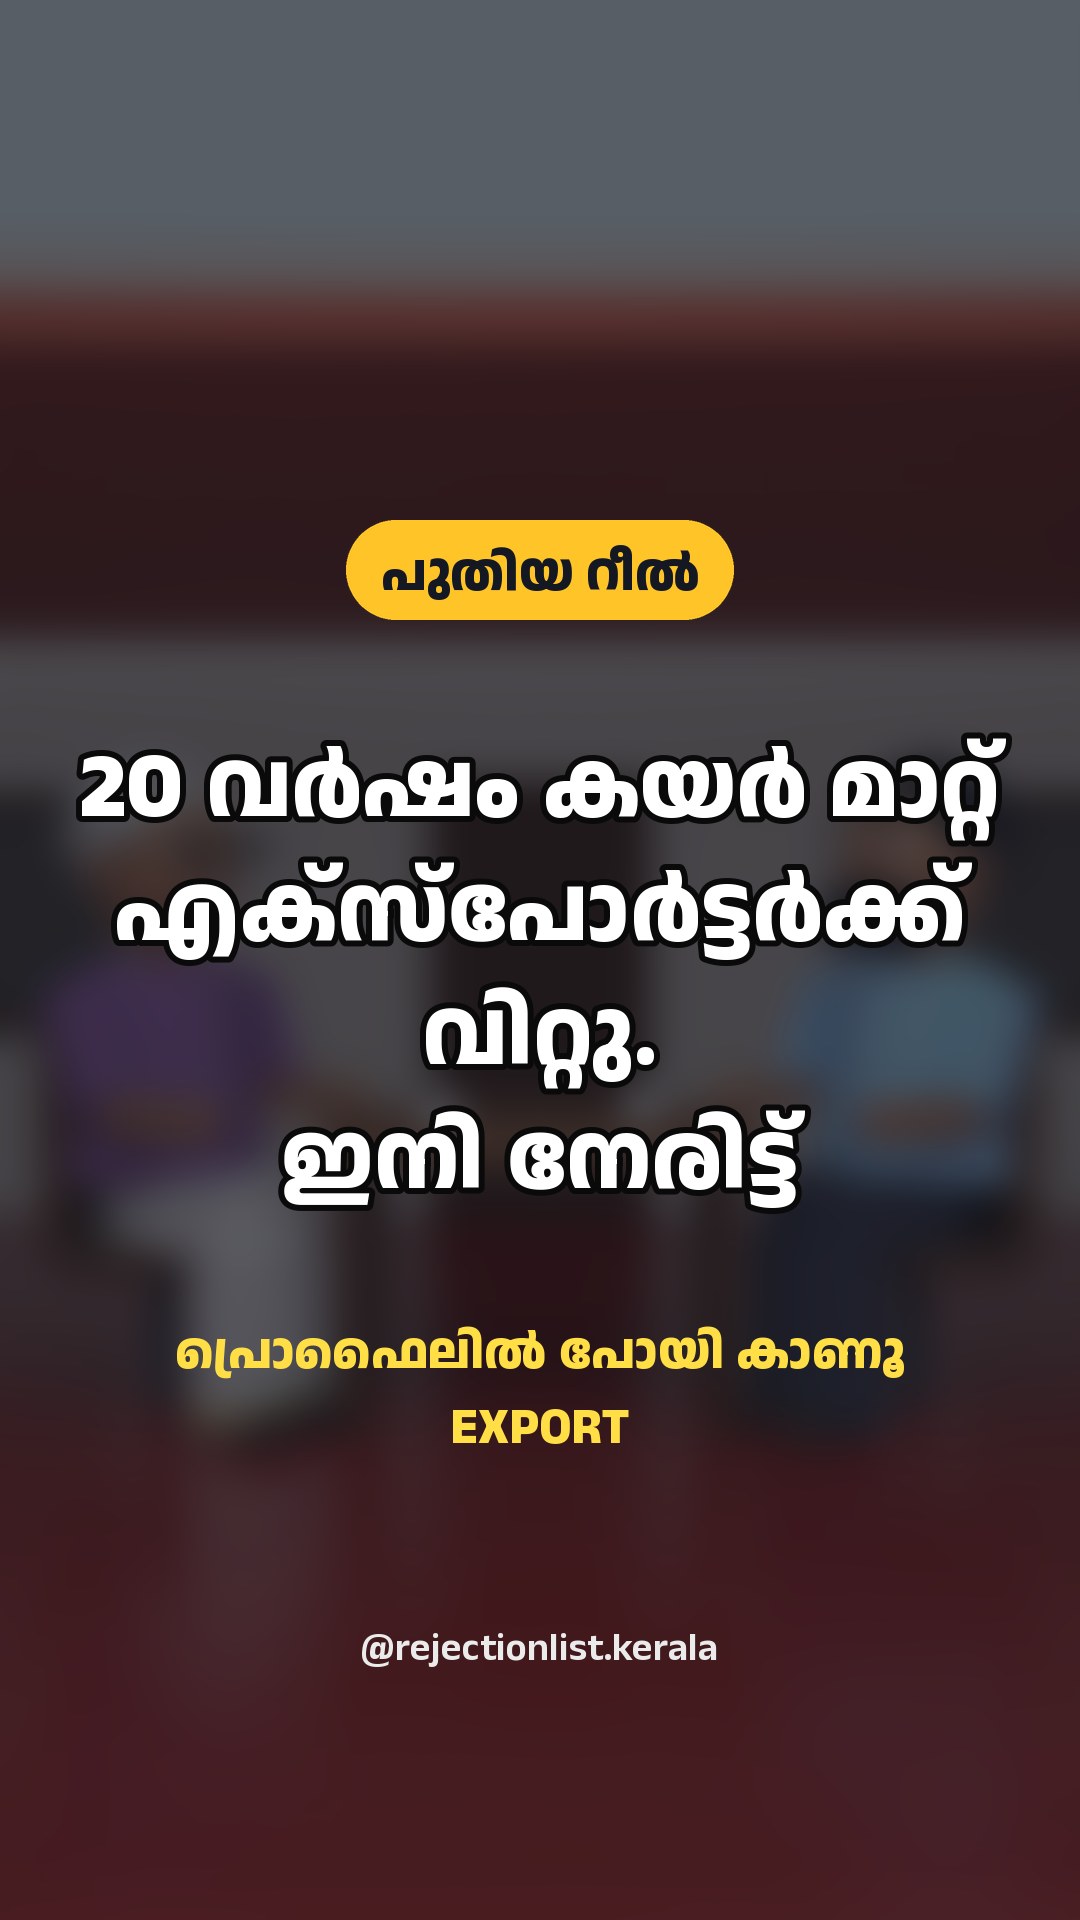 പുതിയ റീൽ
20 വർഷം കയർ മാറ്റ്
എക്സ്പോർട്ടർക്ക്
വിറ്റു.
ഇനി നേരിട്ട്
പ്രൊഫൈലിൽ പോയി കാണൂ
EXPORT
@rejectionlist.kerala